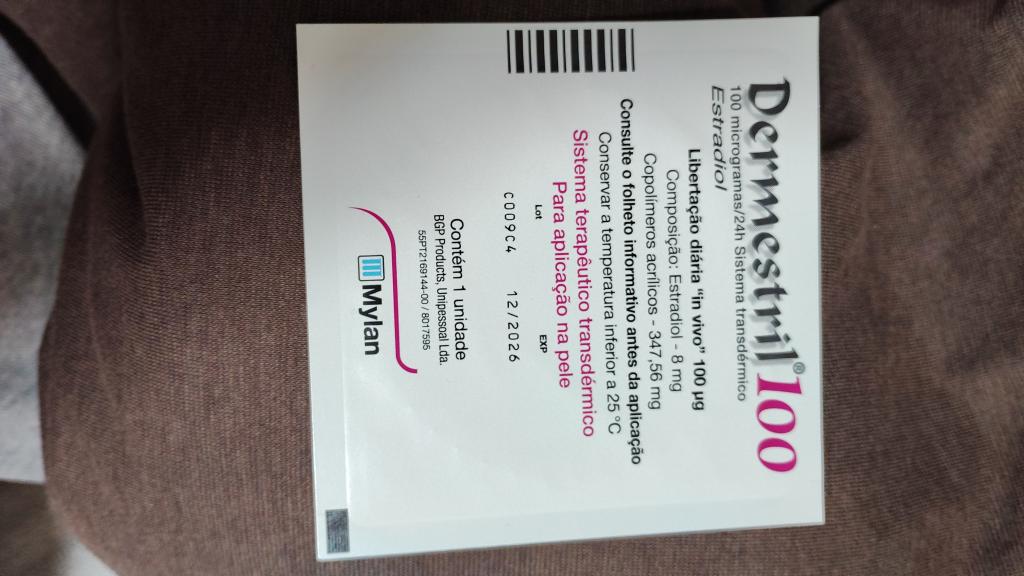 Dermestril®100
100 microgramas/24h Sistema transdérmico
Estradiol
Libertação diária "in vivo" 100 µg
Composição: Estradiol - 8 mg
Copolímeros acrílicos - 347,56 mg
Consulte o folheto informativo antes da aplicação
Conservar a temperatura inferior a 25 °C
Sistema terapêutico transdérmico
Para aplicação na pele
Lot EXP
c009C4 12/2026
Contém 1 unidade
BGP Products, Unipessoal Lda.
55PT2169144-00 / 8017595
Mylan